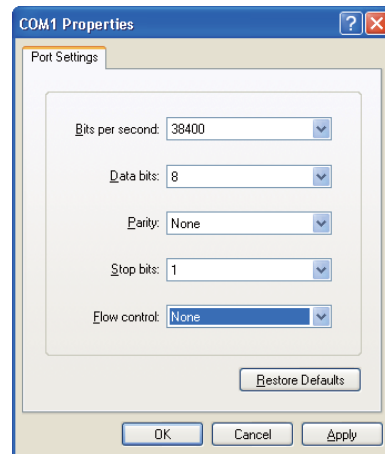 COM1 Properties
Port Settings
Bits per second: 38400
Data bits: 8
Parity: None
Stop bits: 1
Flow control: None
Restore Defaults
OK Cancel Apply